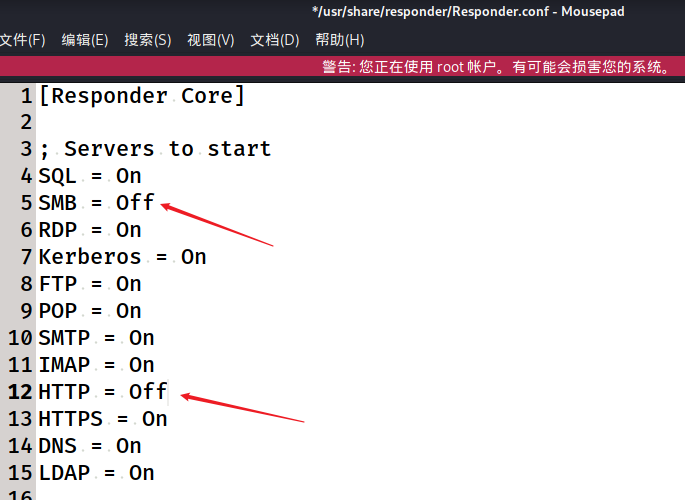 */usr/share/responder/Responder.conf - Mousepad
文件(F) 编辑(E) 搜索(S) 视图(V) 文档(D) 帮助(H)
警告: 您正在使用 root 帐户。有可能会损害您的系统。
1 [Responder Core]
2
3 ; Servers to start
4 SQL = On
5 SMB = Off
6 RDP = On
7 Kerberos = On
8 FTP = On
9 POP = On
10 SMTP = On
11 IMAP = On
12 HTTP = Off
13 HTTPS = On
14 DNS = On
15 LDAP = On
16